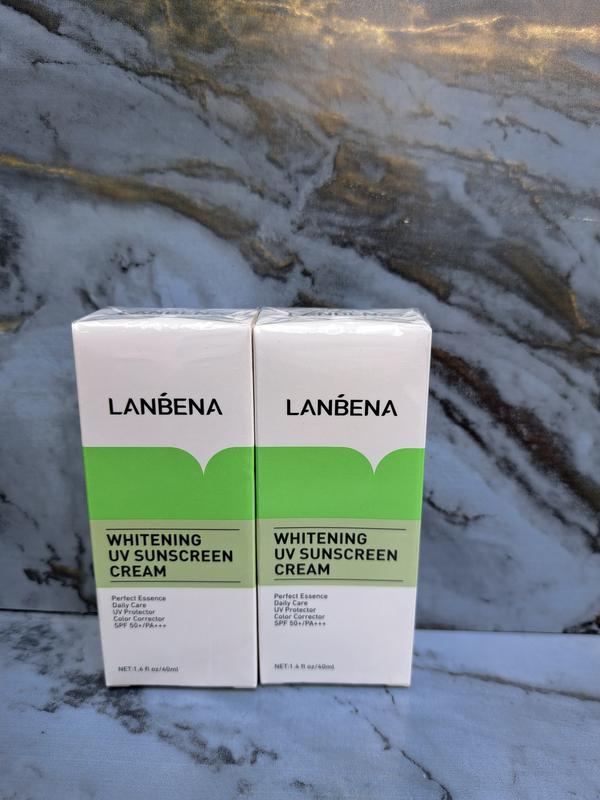 LANBENA
WHITENING
UV SUNSCREEN
CREAM
Perfect Essence
Daily Care
UV Protector
Color Corrector
SPF 50+/PA+++
NET:1.4 fl oz/40ml
LANBENA
WHITENING
UV SUNSCREEN
CREAM
Perfect Essence
Daily Care
UV Protector
Color Corrector
SPF 50+/PA+++
NET:1.4 fl oz/40ml